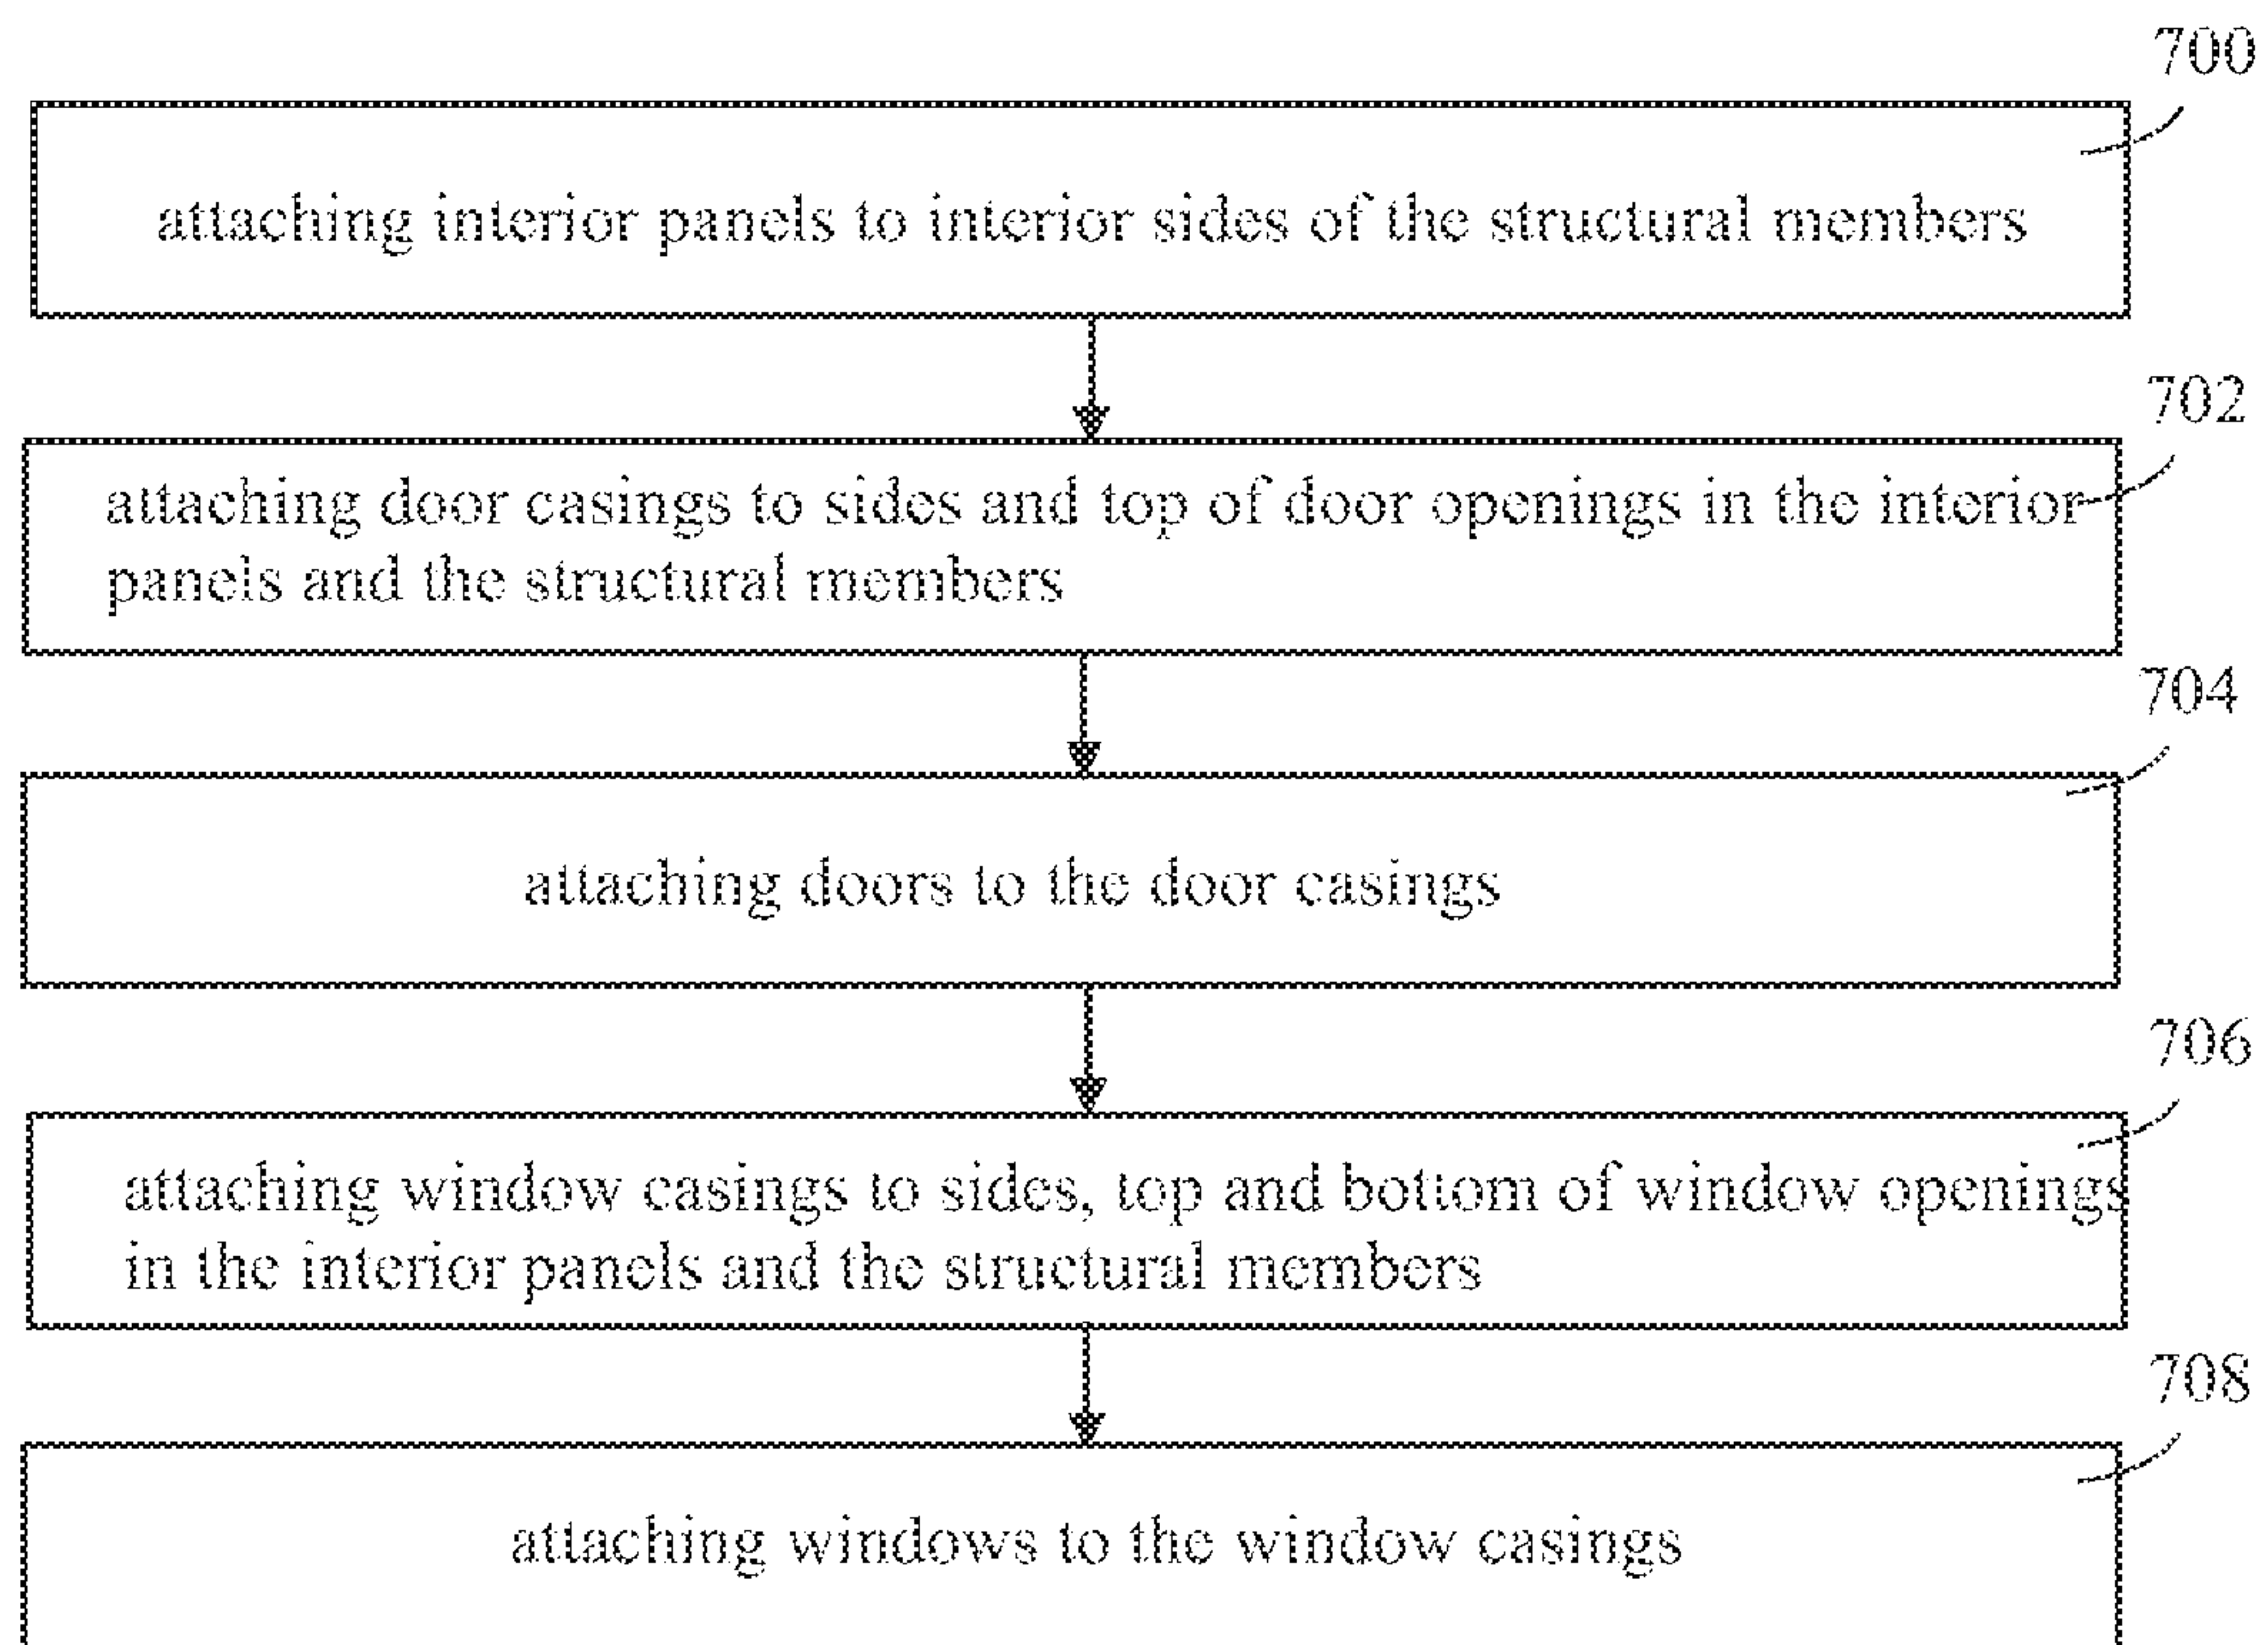 700
attaching interior panels to interior sides of the structural members
702
attaching door casings to sides and top of door openings in the interior
panels and the structural members
704
attaching doors to the door casings
706
attaching window casings to sides, top and bottom of window openings
in the interior panels and the structural members
708
attaching windows to the window casings